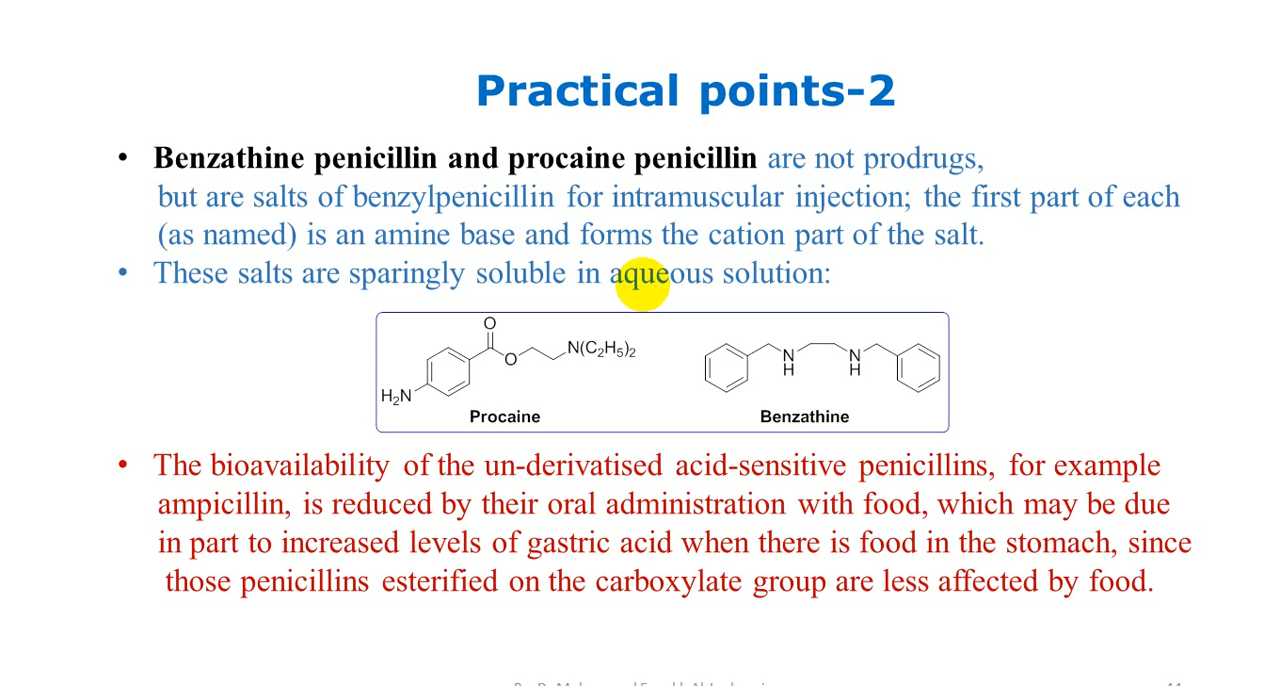 Practical points-2
• Benzathine penicillin and procaine penicillin are not prodrugs,
but are salts of benzylpenicillin for intramuscular injection; the first part of each
(as named) is an amine base and forms the cation part of the salt.
• These salts are sparingly soluble in aqueous solution:
O
O
N(C₂H₅)₂
H₂N
Procaine
N
H
N
H
Benzathine
• The bioavailability of the un-derivatised acid-sensitive penicillins, for example
ampicillin, is reduced by their oral administration with food, which may be due
in part to increased levels of gastric acid when there is food in the stomach, since
those penicillins esterified on the carboxylate group are less affected by food.